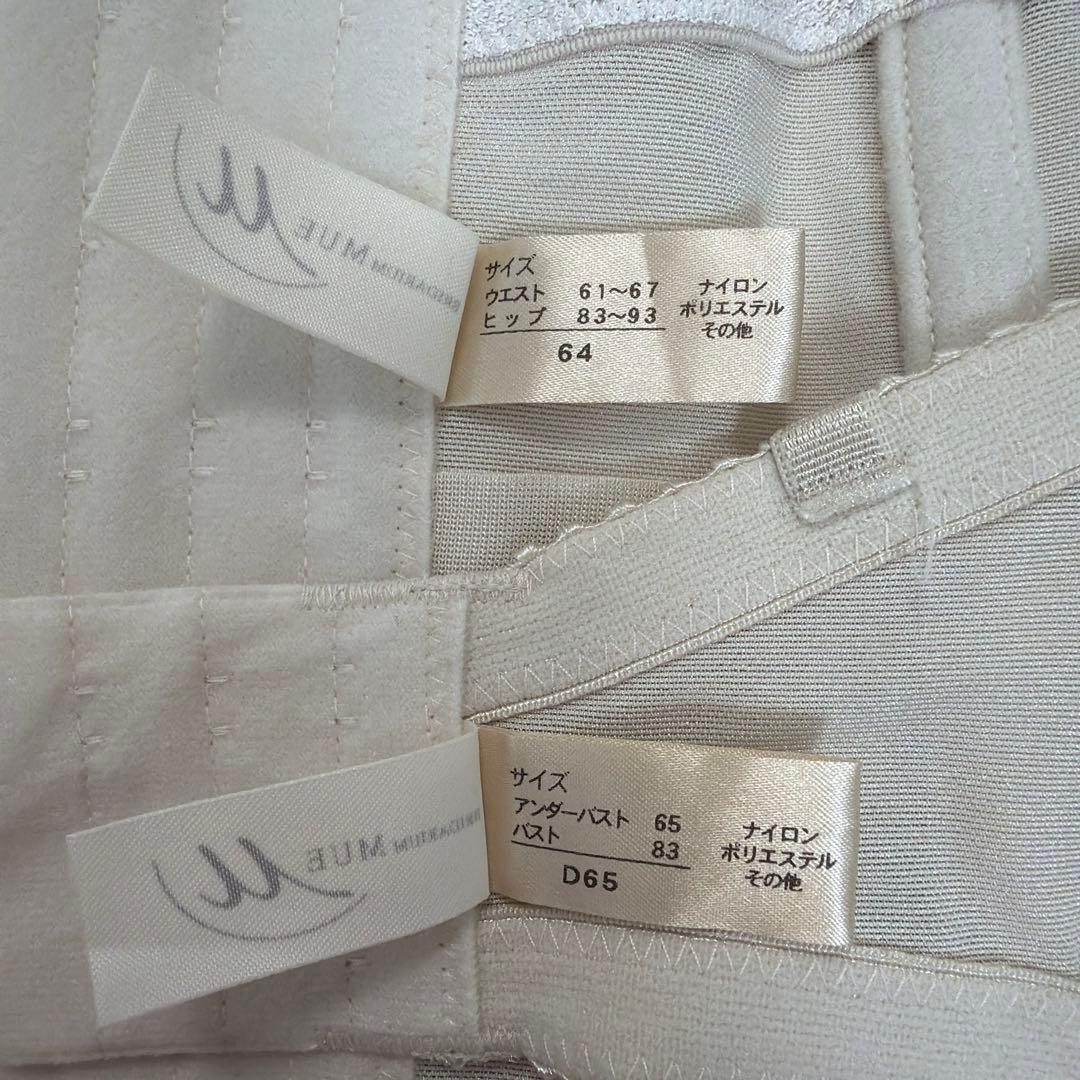 MUE
サイズ
ウエスト 61〜67
ヒップ 83〜93
64
ナイロン
ポリエステル
その他
MUE
サイズ
アンダーバスト 65
バスト 83
D65
ナイロン
ポリエステル
その他